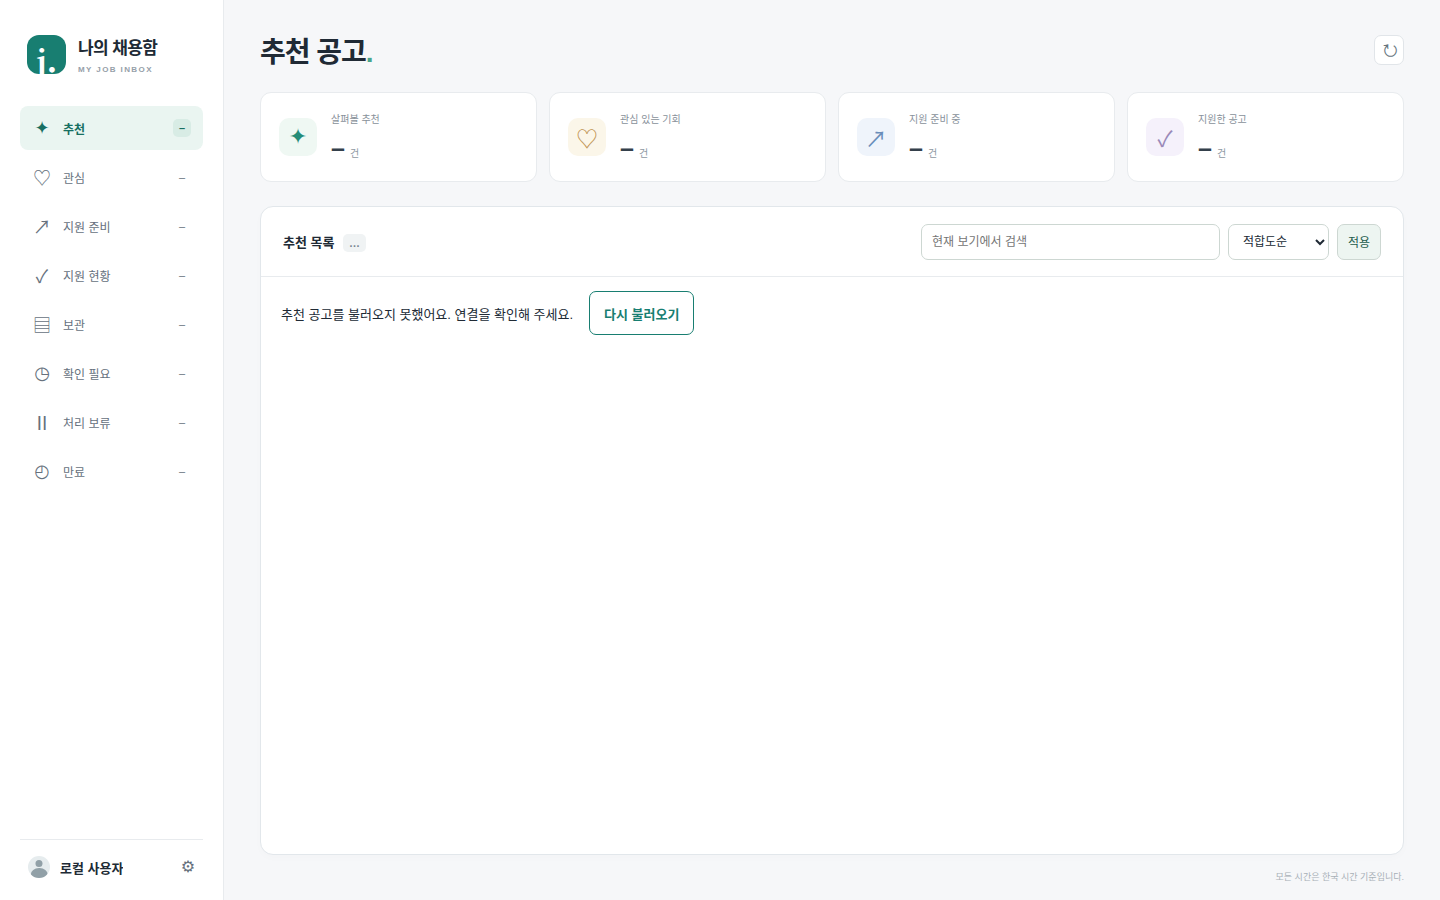 i.
나의 채용함
MY JOB INBOX
추천 –
관심 –
지원 준비 –
지원 현황 –
보관 –
확인 필요 –
처리 보류 –
만료 –
로컬 사용자
추천 공고.
살펴볼 추천
– 건
관심 있는 기회
– 건
지원 준비 중
– 건
지원한 공고
– 건
추천 목록 ...
현재 보기에서 검색
적합도순
적용
추천 공고를 불러오지 못했어요. 연결을 확인해 주세요.
다시 불러오기
모든 시간은 한국 시간 기준입니다.